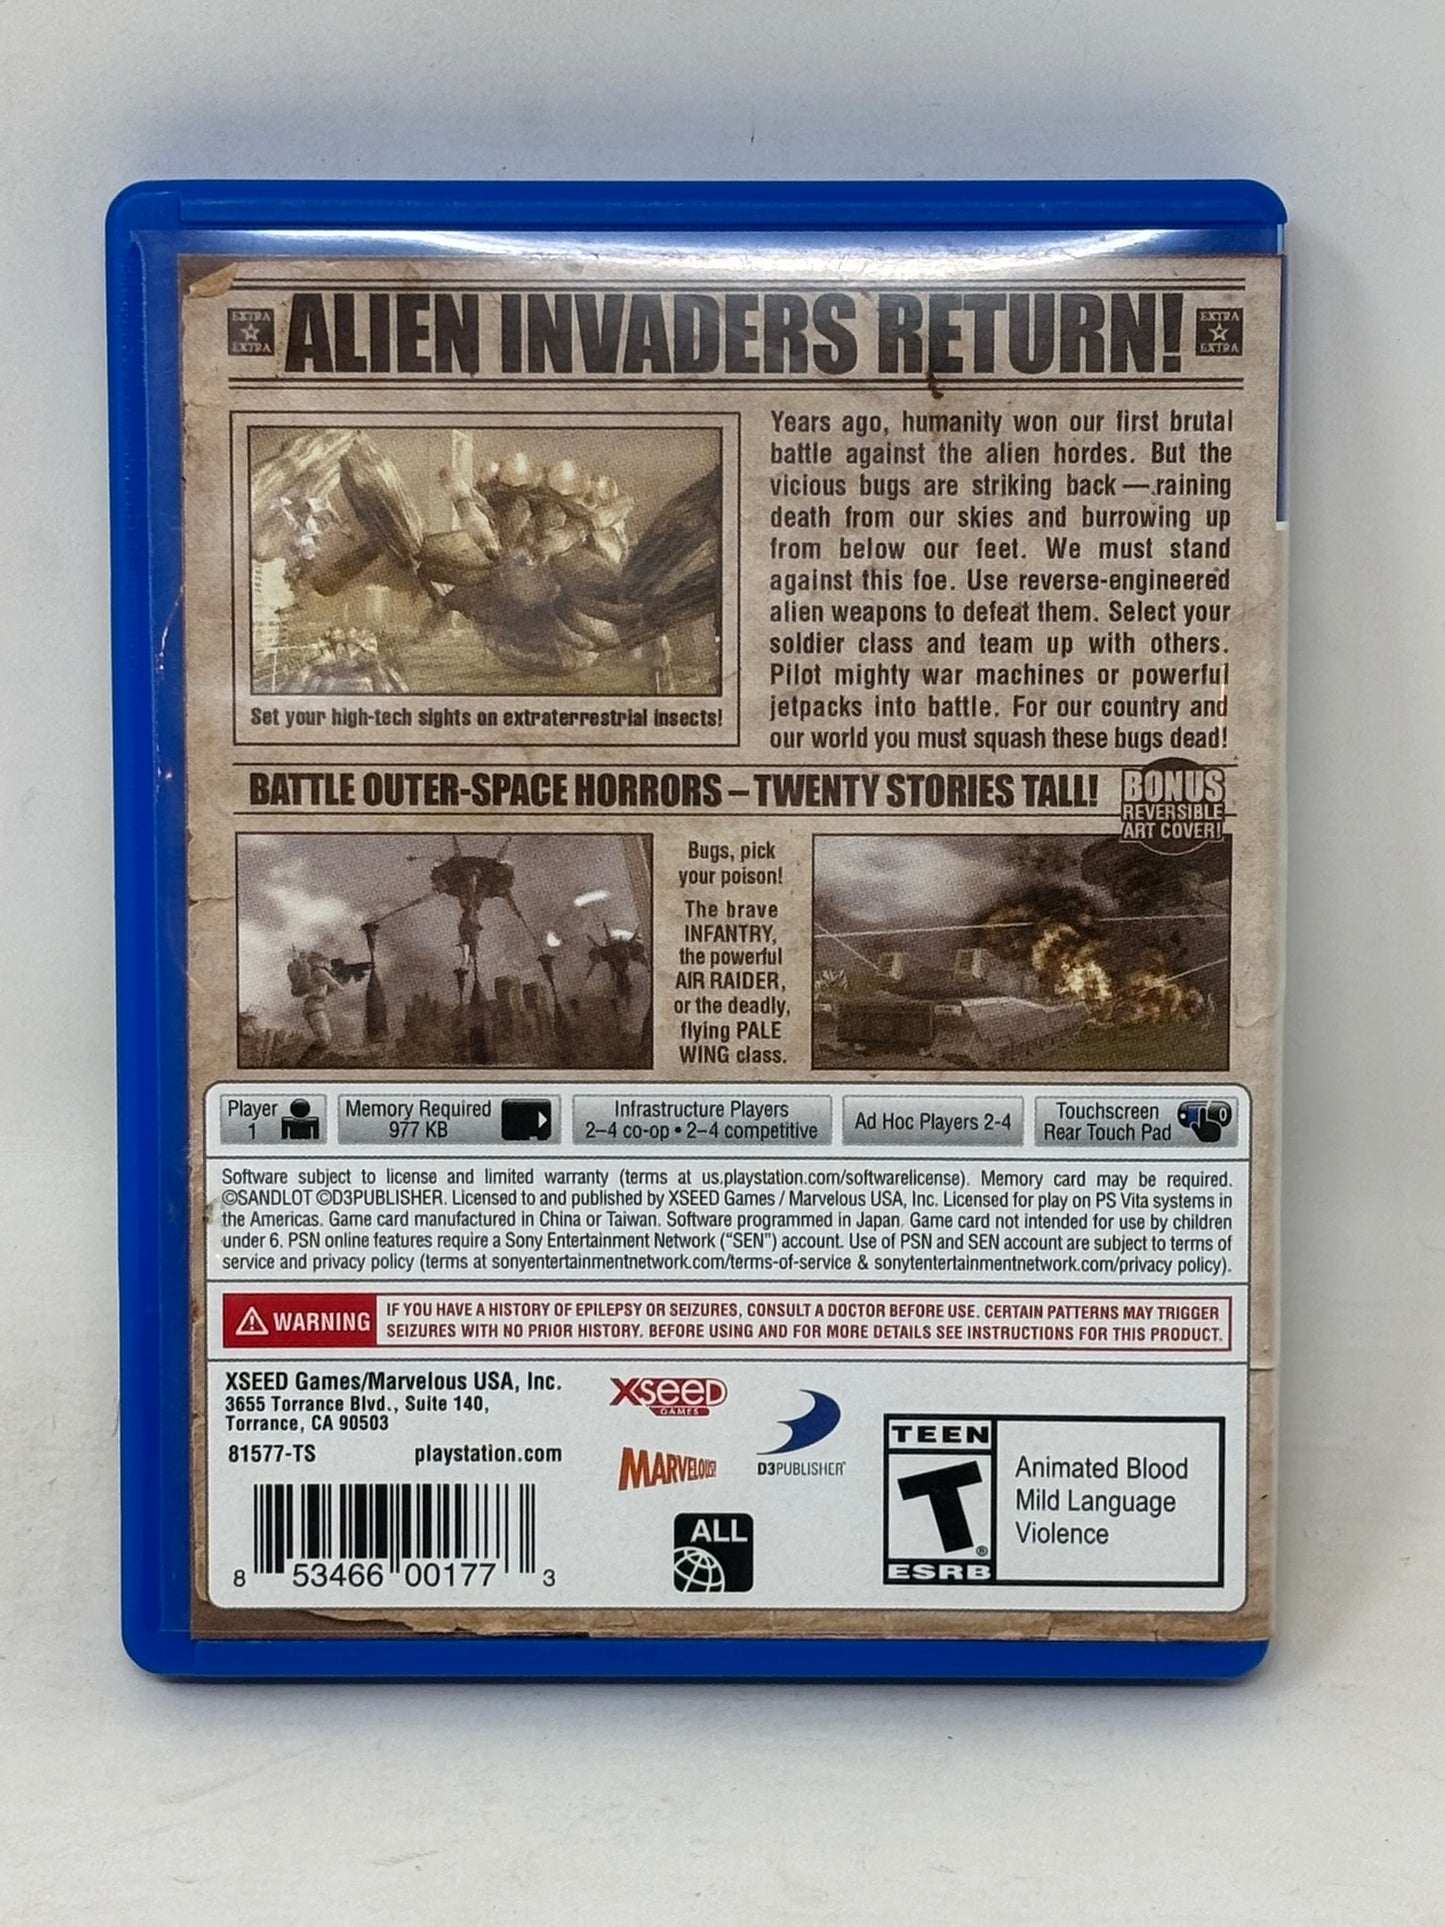 EXTRA
EXTRA
ALIEN INVADERS RETURN!
EXTRA
EXTRA
Years ago, humanity won our first brutal
battle against the alien hordes. But the
vicious bugs are striking back — raining
death from our skies and burrowing up
from below our feet. We must stand
against this foe. Use reverse-engineered
alien weapons to defeat them. Select your
soldier class and team up with others.
Pilot mighty war machines or powerful
jetpacks into battle. For our country and
our world you must squash these bugs dead!
Set your high-tech sights on extraterrestrial insects!
BATTLE OUTER-SPACE HORRORS – TWENTY STORIES TALL!
BONUS
REVERSIBLE
ART COVER!
Bugs, pick
your poison!
The brave
INFANTRY,
the powerful
AIR RAIDER,
or the deadly,
flying PALE
WING class.
Player
1
Memory Required
977 KB
Infrastructure Players
2–4 co-op • 2–4 competitive
Ad Hoc Players 2-4
Touchscreen
Rear Touch Pad
Software subject to license and limited warranty (terms at us.playstation.com/softwarelicense). Memory card may be required.
©SANDLOT ©D3PUBLISHER. Licensed to and published by XSEED Games / Marvelous USA, Inc. Licensed for play on PS Vita systems in
the Americas. Game card manufactured in China or Taiwan. Software programmed in Japan. Game card not intended for use by children
under 6. PSN online features require a Sony Entertainment Network (“SEN”) account. Use of PSN and SEN account are subject to terms of
service and privacy policy (terms at sonyentertainmentnetwork.com/terms-of-service & sonytentertainmentnetwork.com/privacy policy).
WARNING
IF YOU HAVE A HISTORY OF EPILEPSY OR SEIZURES, CONSULT A DOCTOR BEFORE USE. CERTAIN PATTERNS MAY TRIGGER
SEIZURES WITH NO PRIOR HISTORY. BEFORE USING AND FOR MORE DETAILS SEE INSTRUCTIONS FOR THIS PRODUCT.
XSEED Games/Marvelous USA, Inc.
3655 Torrance Blvd., Suite 140,
Torrance, CA 90503
81577-TS playstation.com
8 53466 00177 3
XSEED
GAMES
MARVELOUS!
D3PUBLISHER
ALL
TEEN
T
®
ESRB
Animated Blood
Mild Language
Violence